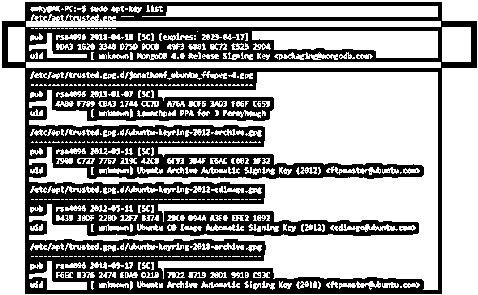 amky@MK-PC:~$ sudo apt-key list
/etc/apt/trusted.gpg
--------------------
pub   rsa4096 2018-04-18 [SC] [expires: 2023-04-17]
9DA3 1620 334B D75D 9DCB  49F3 6881 8C72 E525 29D4
uid           [ unknown] MongoDB 4.0 Release Signing Key <packaging@mongodb.com>
/etc/apt/trusted.gpg.d/jonathonf_ubuntu_ffmpeg-4.gpg
pub   rsa4096 2013-01-07 [SC]
4AB0 F789 CBA3 1744 CC7D  A76A 8CF6 3AD3 F06F C659
uid           [ unknown] Launchpad PPA for J Fernyhough
/etc/apt/trusted.gpg.d/ubuntu-keyring-2012-archive.gpg
pub   rsa4096 2012-05-11 [SC]
790B C727 7767 219C 42C8  6F93 3B4F E6AC C0B2 1F32
uid           [ unknown] Ubuntu Archive Automatic Signing Key (2012) <ftpmaster@ubuntu.com>
/etc/apt/trusted.gpg.d/ubuntu-keyring-2012-cdimage.gpg
pub   rsa4096 2012-05-11 [SC]
8439 38DF 228D 22F7 B374  2BC0 D94A A3F0 EFE2 1092
uid           [ unknown] Ubuntu CD Image Automatic Signing Key (2012) <cdimage@ubuntu.com>
/etc/apt/trusted.gpg.d/ubuntu-keyring-2018-archive.gpg
pub   rsa4096 2018-09-17 [SC]
F6EC B376 2474 EDA9 D21B  7022 8719 20D1 991B C93C
uid           [ unknown] Ubuntu Archive Automatic Signing Key (2018) <ftpmaster@ubuntu.com>